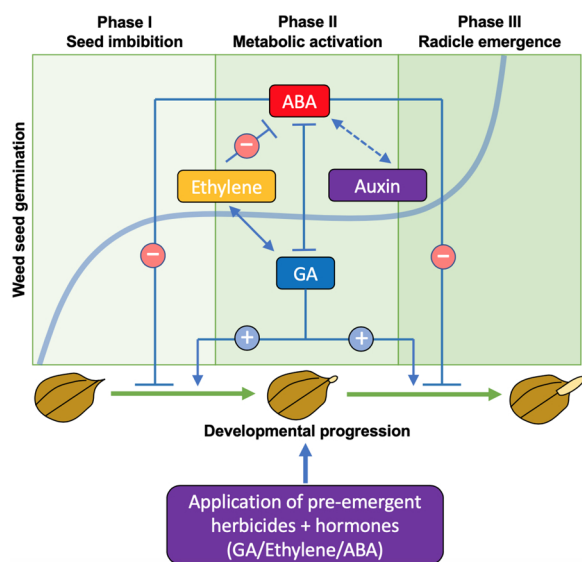 Phase I
Seed imbibition
Phase II
Metabolic activation
Phase III
Radicle emergence
Weed seed germination
ABA
−
Ethylene
Auxin
−
−
GA
+
+
Developmental progression
Application of pre-emergent
herbicides + hormones
(GA/Ethylene/ABA)